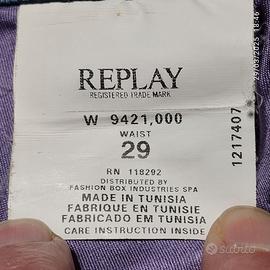 REPLAY
REGISTERED TRADE MARK
W 9421,000
WAIST
29
RN 118292
DISTRIBUTED BY
FASHION BOX INDUSTRIES SPA
MADE IN TUNISIA
FABRIQUE EN TUNISIE
FABRICADO EM TUNISIA
CARE INSTRUCTION INSIDE
1217407
29/03/2025 18:46
subito